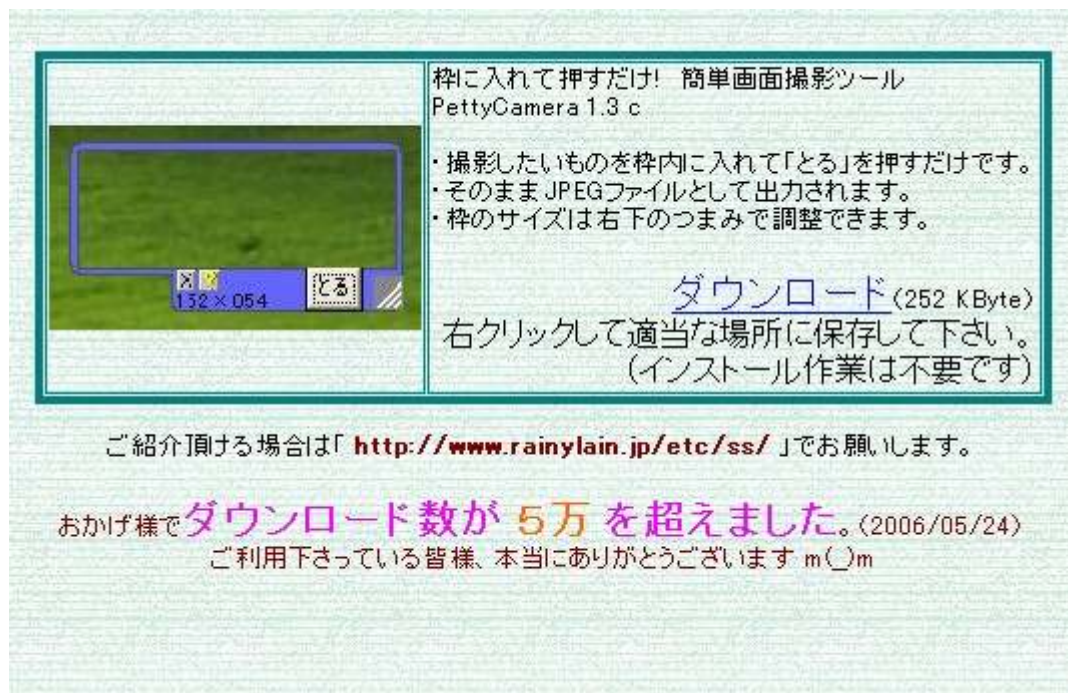 枠に入れて押すだけ! 簡単画面撮影ツール
PettyCamera 1.3 c
・撮影したいものを枠内に入れて「とる」を押すだけです。
・そのまま JPEGファイルとして出力されます。
・枠のサイズは右下のつまみで調整できます。
132×054
とる
ダウンロード (252 KByte)
右クリックして適当な場所に保存して下さい。
(インストール作業は不要です)
ご紹介頂ける場合は「 http://www.rainylain.jp/etc/ss/ 」でお願いします。
おかげ様でダウンロード数が 5万 を超えました。(2006/05/24)
ご利用下さっている皆様、本当にありがとうございます m(_)m